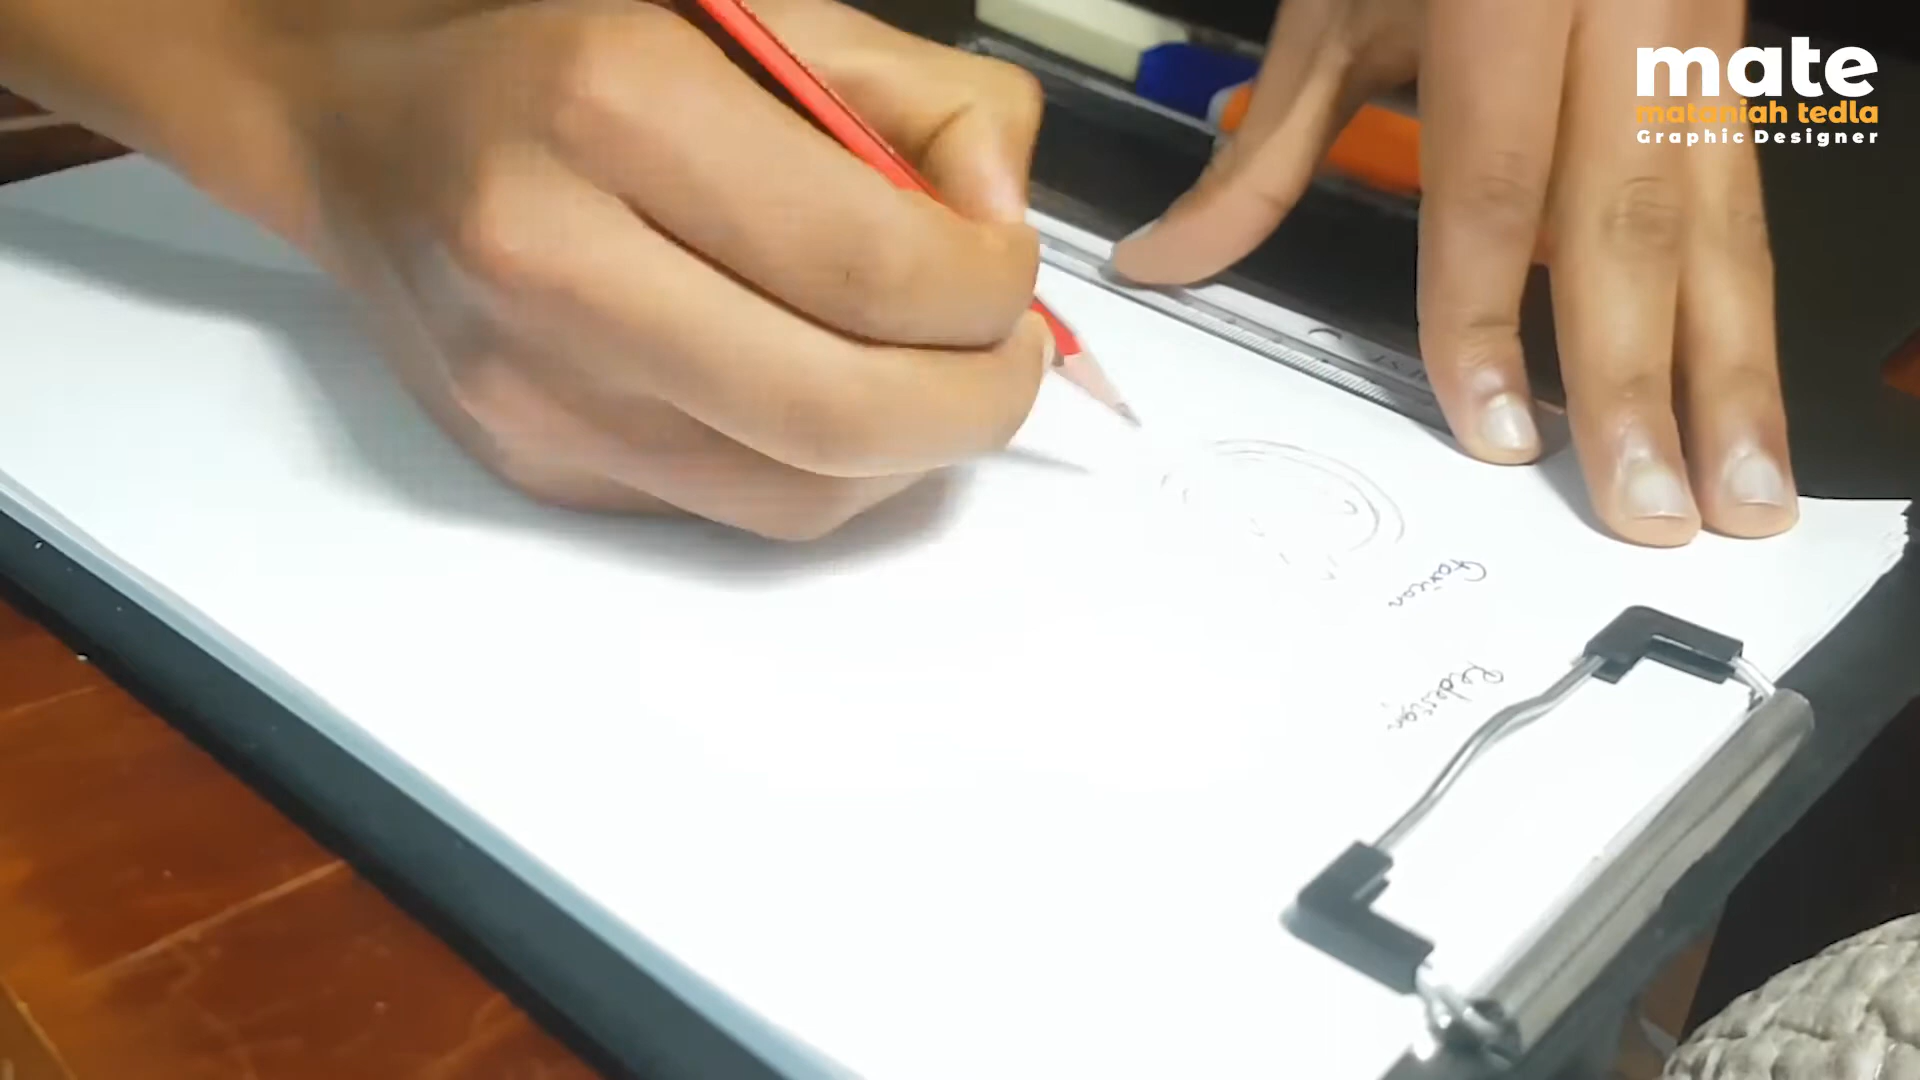 mate
mataniah tedla
Graphic Designer
Redesign